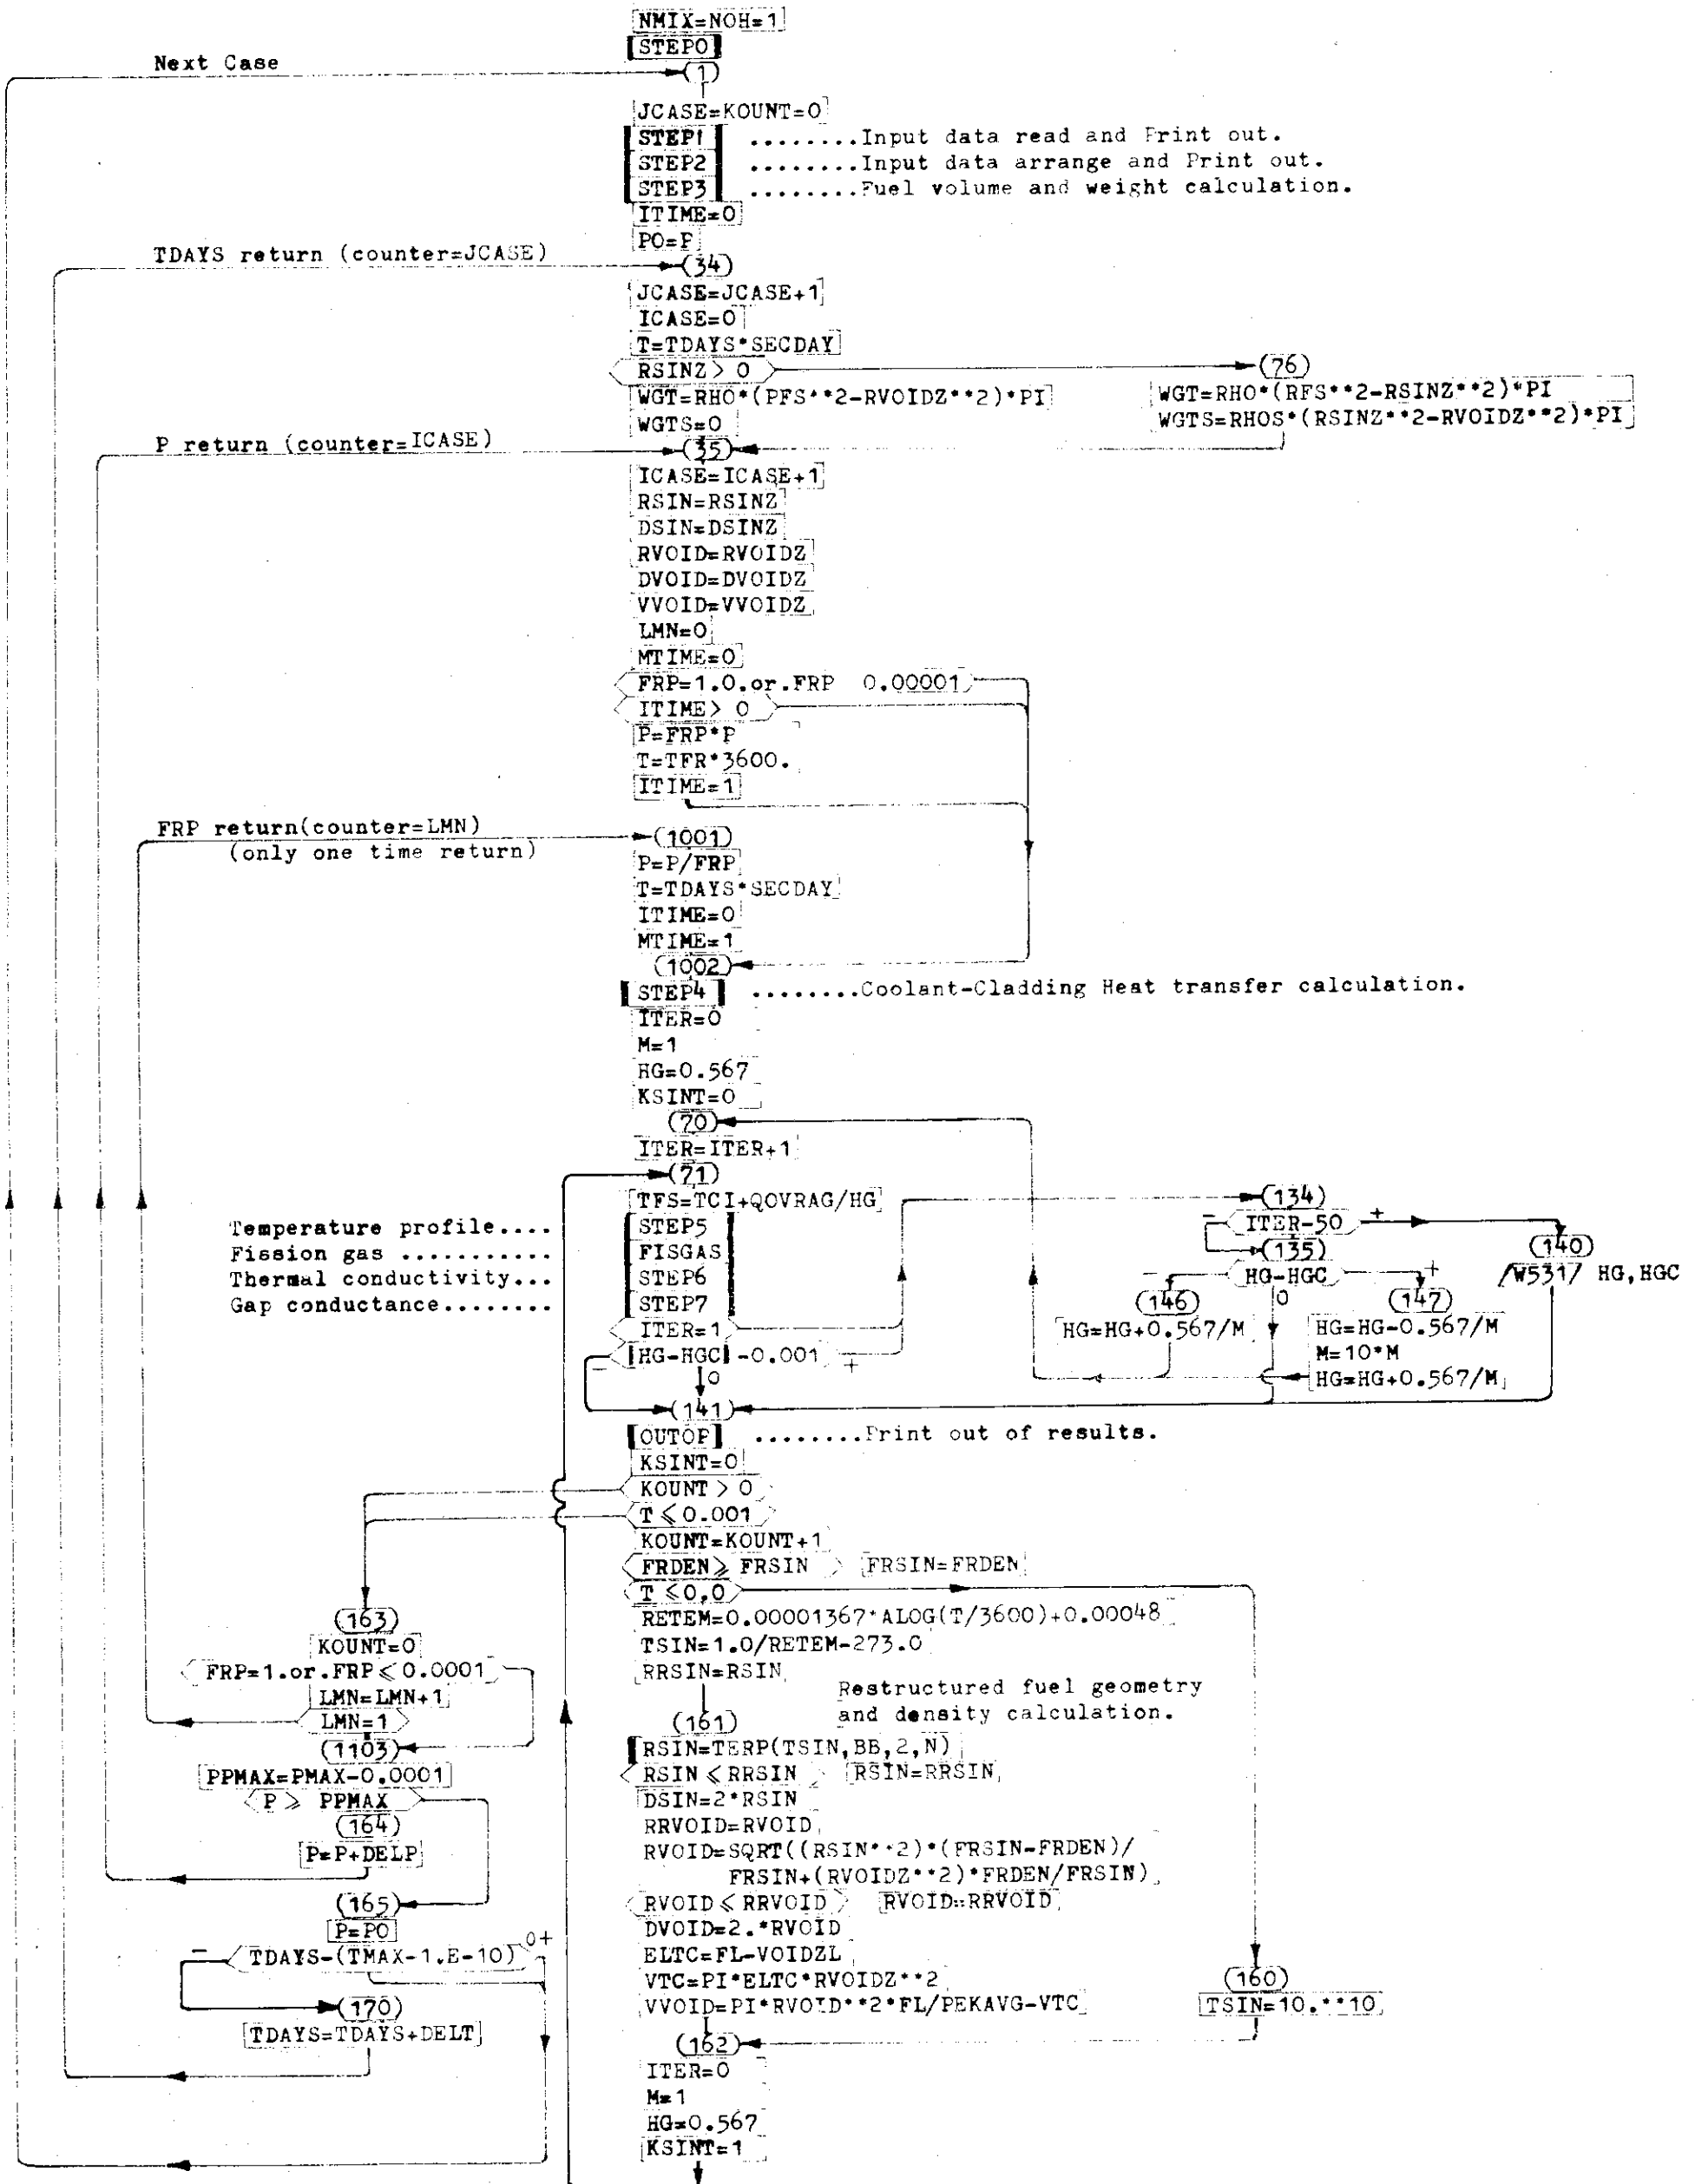 NMIX=NOH=1
STEP0
Next Case
(1)
JCASE=KOUNT=0
STEP1 ........Input data read and Print out.
STEP2 ........Input data arrange and Print out.
STEP3 ........Fuel volume and weight calculation.
ITIME=0
PO=P
TDAYS return (counter=JCASE)
(34)
JCASE=JCASE+1
ICASE=0
T=TDAYS*SECDAY
RSINZ> 0
(76)
WGT=RHO*(PFS**2-RVOIDZ**2)*PI
WGT=RHO*(RFS**2-RSINZ**2)*PI
WGTS=0
WGTS=RHOS*(RSINZ**2-RVOIDZ**2)*PI
P return (counter=ICASE)
(35)
ICASE=ICASE+1
RSIN=RSINZ
DSIN=DSINZ
RVOID=RVOIDZ
DVOID=DVOIDZ
VVOID=VVOIDZ
LMN=0
MTIME=0
FRP=1.0.or.FRP 0.00001
ITIME> 0
P=FRP*P
T=TFR*3600.
ITIME=1
FRP return(counter=LMN)
(only one time return)
(1001)
P=P/FRP
T=TDAYS*SECDAY
ITIME=0
MTIME=1
(1002)
STEP4 ........Coolant-Cladding Heat transfer calculation.
ITER=0
M=1
HG=0.567
KSINT=0
(70)
ITER=ITER+1
(71)
TFS=TCI+QOVRAG/HG
Temperature profile.... STEP5
Fission gas ........... FISGAS
Thermal conductivity... STEP6
Gap conductance........ STEP7
ITER=1
|HG-HGC|-0.001
- +
0
(134)
- ITER-50 +
(135)
(140)
/W531/ HG,HGC
- HG-HGC +
0
(146)
(147)
HG=HG+0.567/M
HG=HG-0.567/M
M=10*M
HG=HG+0.567/M
(141)
OUTOP ........Print out of results.
KSINT=0
KOUNT > 0
T ≤0.001
KOUNT=KOUNT+1
FRDEN≥ FRSIN FRSIN=FRDEN
T ≤0,0
RETEM=0.00001367*ALOG(T/3600)+0.00048
TSIN=1.0/RETEM-273.0
RRSIN=RSIN
Restructured fuel geometry
and density calculation.
(161)
RSIN=TERP(TSIN,BB,2,N)
RSIN ≤ RRSIN RSIN=RRSIN
DSIN=2*RSIN
RRVOID=RVOID
RVOID=SQRT((RSIN**2)*(FRSIN-FRDEN)/
FRSIN+(RVOIDZ**2)*FRDEN/FRSIN)
RVOID ≤ RRVOID RVOID=RRVOID
DVOID=2.*RVOID
ELTC=FL-VOIDZL
VTC=PI*ELTC*RVOIDZ**2
VVOID=PI*RVOID**2*FL/PEKAVG-VTC
(160)
TSIN=10.**10
(162)
ITER=0
M=1
HG=0.567
KSINT=1
(163)
KOUNT=0
FRP=1.or.FRP ≤ 0.0001
LMN=LMN+1
LMN=1
(1103)
PPMAX=PMAX-0.0001
P ≥ PPMAX
(164)
P=P+DELP
(165)
P=PO
- TDAYS-(TMAX-1.E-10) 0+
(170)
TDAYS=TDAYS+DELT